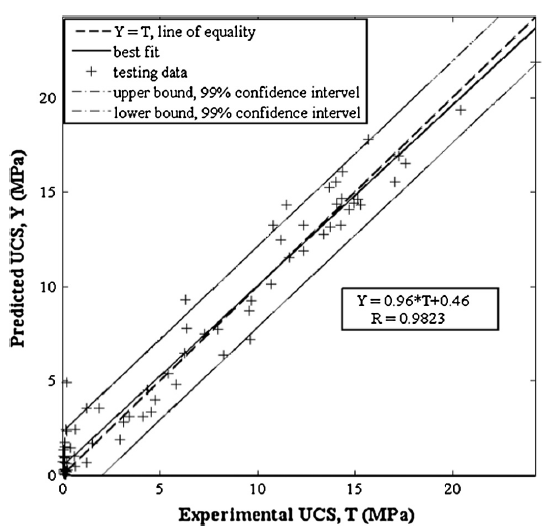 Y = T, line of equality
best fit
testing data
upper bound, 99% confidence intervel
lower bound, 99% confidence intervel
20
15
10
5
0
Y = 0.96*T+0.46
R = 0.9823
0 5 10 15 20
Predicted UCS, Y (MPa)
Experimental UCS, T (MPa)